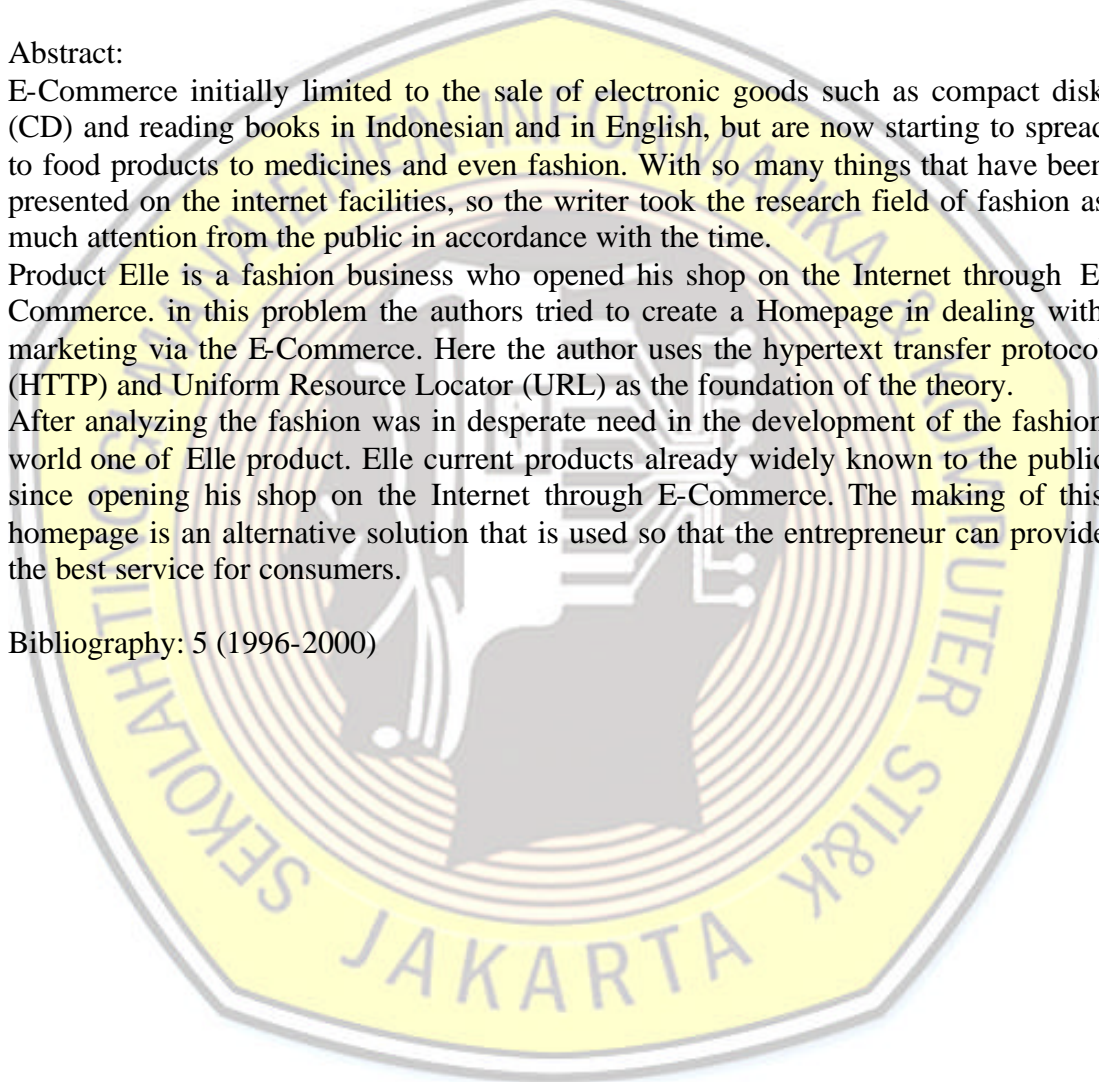 Abstract:
E-Commerce initially limited to the sale of electronic goods such as compact disk
(CD) and reading books in Indonesian and in English, but are now starting to spread
to food products to medicines and even fashion. With so many things that have been
presented on the internet facilities, so the writer took the research field of fashion as
much attention from the public in accordance with the time.
Product Elle is a fashion business who opened his shop on the Internet through E-
Commerce. in this problem the authors tried to create a Homepage in dealing with
marketing via the E-Commerce. Here the author uses the hypertext transfer protocol
(HTTP) and Uniform Resource Locator (URL) as the foundation of the theory.
After analyzing the fashion was in desperate need in the development of the fashion
world one of Elle product. Elle current products already widely known to the public
since opening his shop on the Internet through E-Commerce. The making of this
homepage is an alternative solution that is used so that the entrepreneur can provide
the best service for consumers.
Bibliography: 5 (1996-2000)
SEKOLAH TINGGI MANAJEMEN INFORMATIKA & KOMPUTER STI&K
JAKARTA